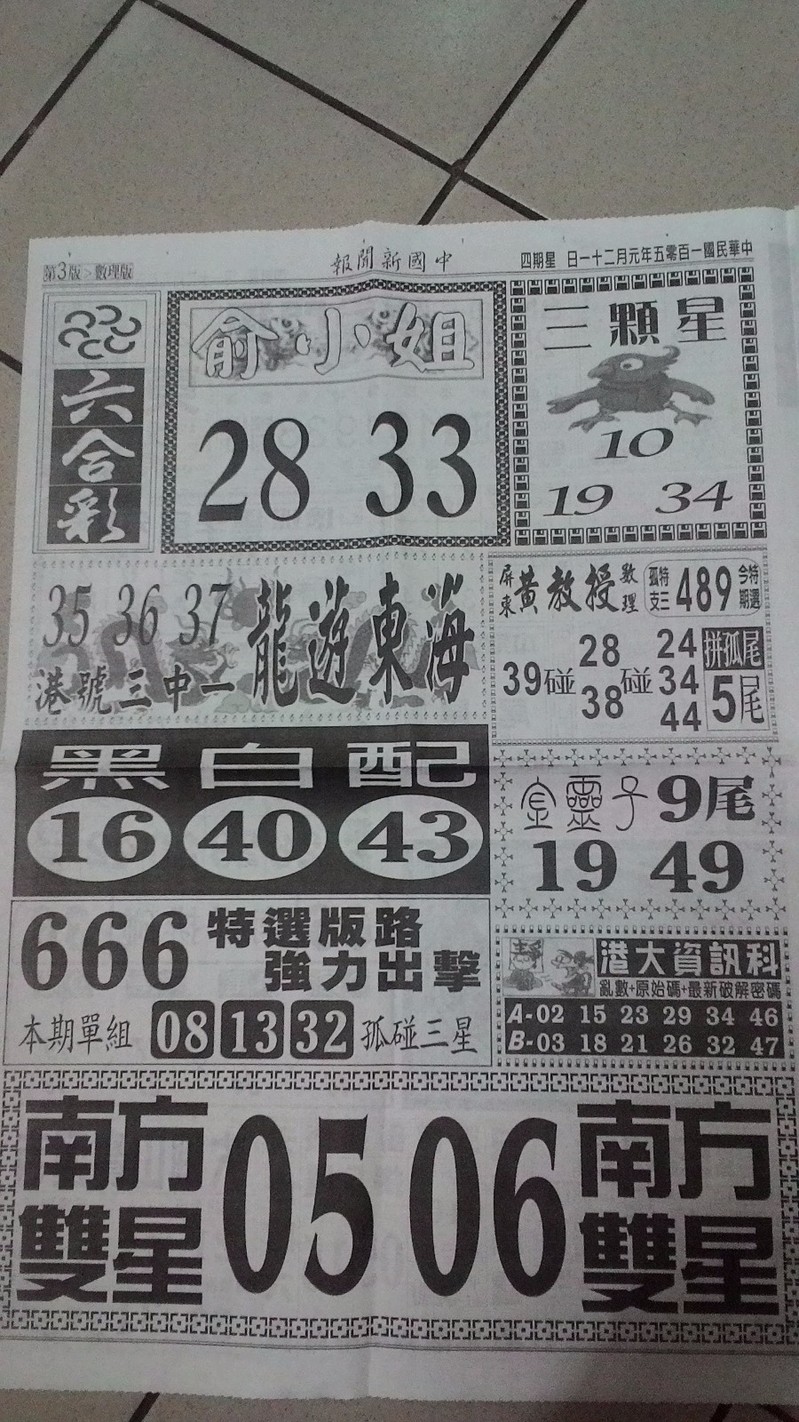 第3版>數理版
報聞新國中
中華民國一百零五年元月二十一日 星期四
六合彩
俞小姐
28 33
三顆星
10
19 34
35 36 37
港號三中一
龍遊東海
屏東黃教授數理
孤特支三 489 今特期選
39碰
28
38
碰
24
34
44
拼孤尾
5尾
黑白配
16 40 43
靈子 9尾
19 49
666 特選版路
強力出擊
本期單組 08 13 32 孤碰三星
港大資訊科
亂數+原始碼+最新破解密碼
A-02 15 23 29 34 46
B-03 18 21 26 32 47
南方雙星
05 06
南方雙星